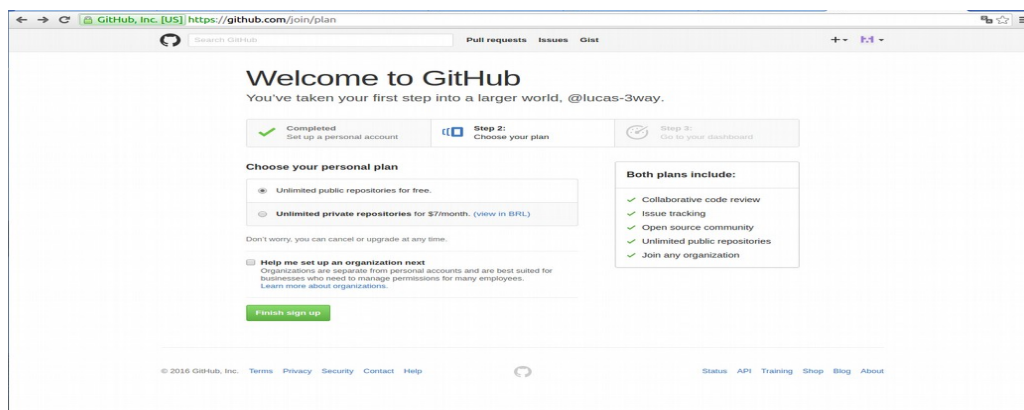 GitHub, Inc. [US] https://github.com/join/plan
Search GitHub
Pull requests Issues Gist
Welcome to GitHub
You've taken your first step into a larger world, @lucas-3way.
Completed
Set up a personal account
Step 2:
Choose your plan
Step 3:
Go to your dashboard
Choose your personal plan
Unlimited public repositories for free.
Unlimited private repositories for $7/month. (view in BRL)
Don't worry, you can cancel or upgrade at any time.
Help me set up an organization next
Organizations are separate from personal accounts and are best suited for
businesses who need to manage permissions for many employees.
Learn more about organizations.
Finish sign up
Both plans include:
Collaborative code review
Issue tracking
Open source community
Unlimited public repositories
Join any organization
© 2016 GitHub, Inc. Terms Privacy Security Contact Help
Status API Training Shop Blog About